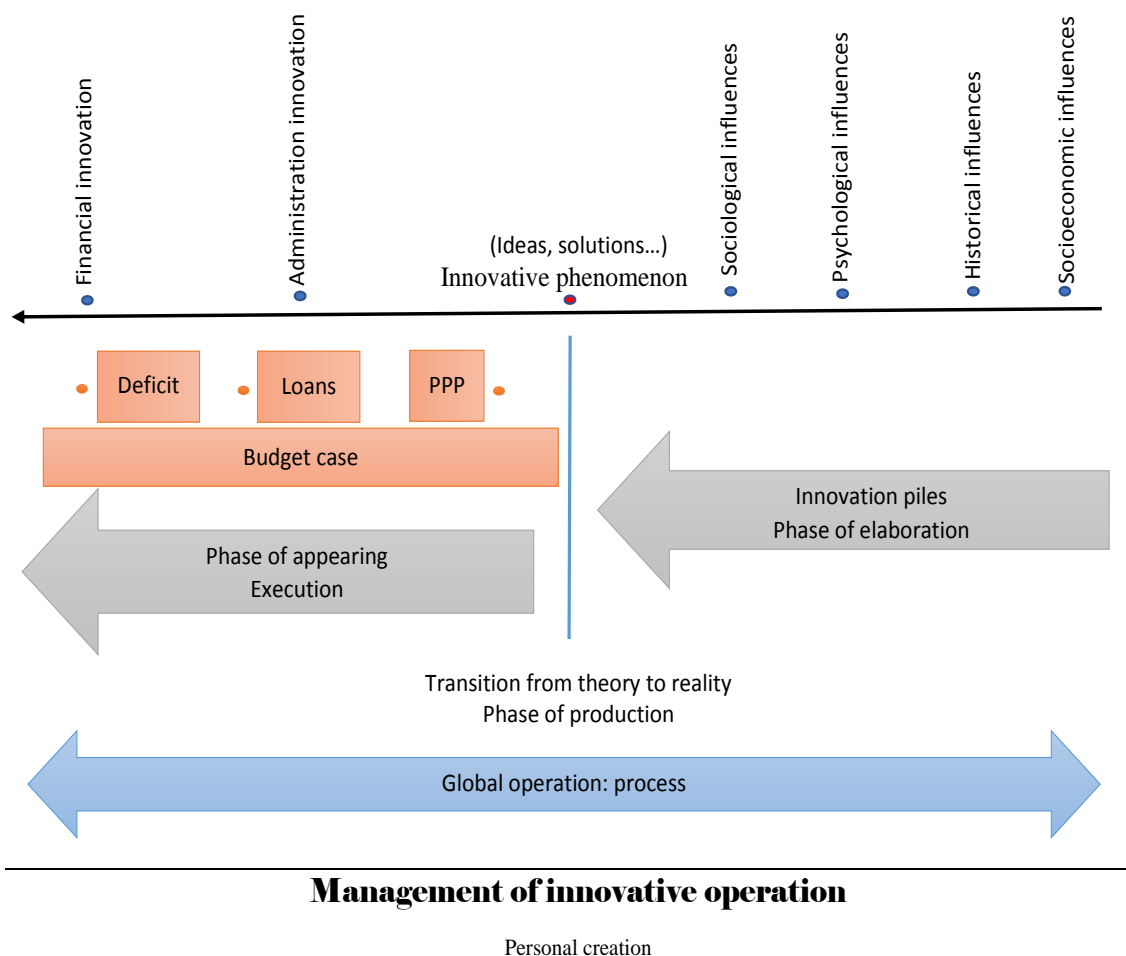 Financial innovation
Administration innovation
(Ideas, solutions…)
Innovative phenomenon
Sociological influences
Psychological influences
Historical influences
Socioeconomic influences
Deficit
Loans
PPP
Budget case
Innovation piles
Phase of elaboration
Phase of appearing
Execution
Transition from theory to reality
Phase of production
Global operation: process
Management of innovative operation
Personal creation